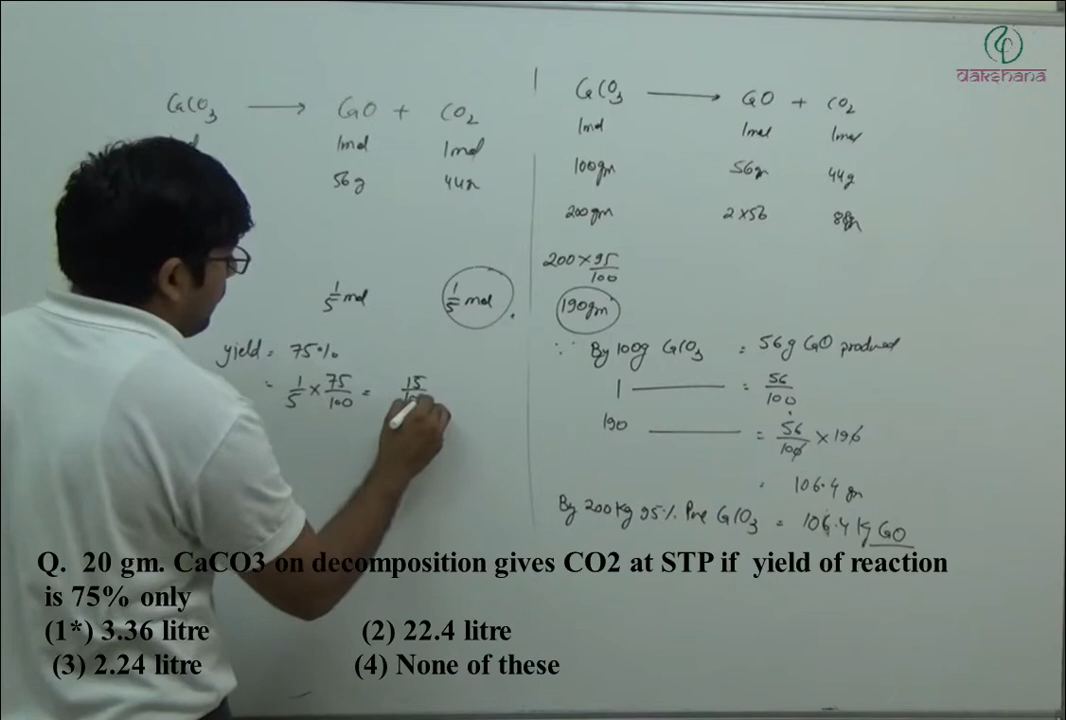 dakshana
CaCO3 ⟶ CaO + CO2
1mol 1mol
56g 44gm
1/5 mol 1/5 mol
yield = 75%
= 1/5 × 75/100 = 15/
CaCO3 ⟶ CaO + CO2
1mol 1mol 1mol
100gm 56gm 44g
200gm 2×56 88gm
200×95/100
190gm
∵ By 100g CaCO3 = 56g CaO produced
1 = 56/100
190 = 56/100 × 190
= 106.4 gm
By 200Kg 95% Pure CaCO3 = 106.4 Kg CaO
Q. 20 gm. CaCO3 on decomposition gives CO2 at STP if yield of reaction
is 75% only
(1*) 3.36 litre (2) 22.4 litre
(3) 2.24 litre (4) None of these